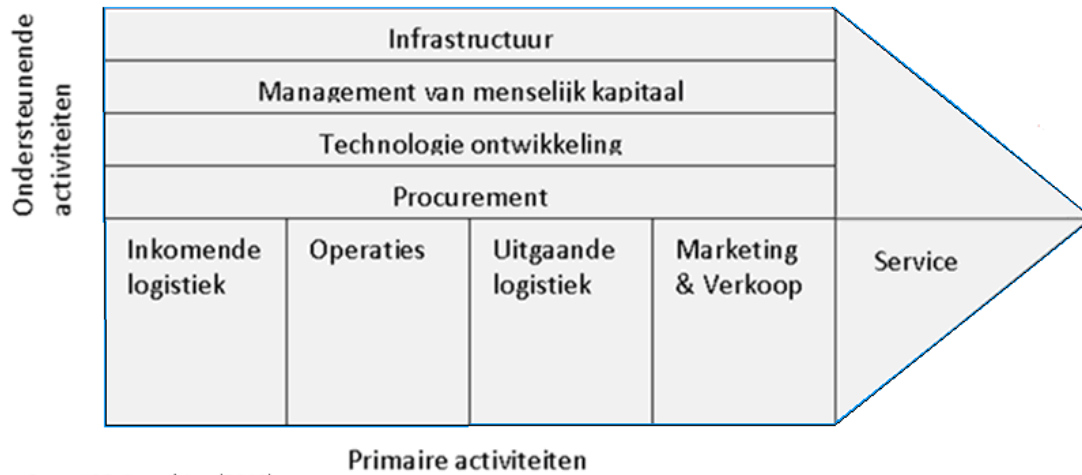 Ondersteunende
activiteiten
Infrastructuur
Management van menselijk kapitaal
Technologie ontwikkeling
Procurement
Inkomende
logistiek
Operaties
Uitgaande
logistiek
Marketing
& Verkoop
Service
Primaire activiteiten